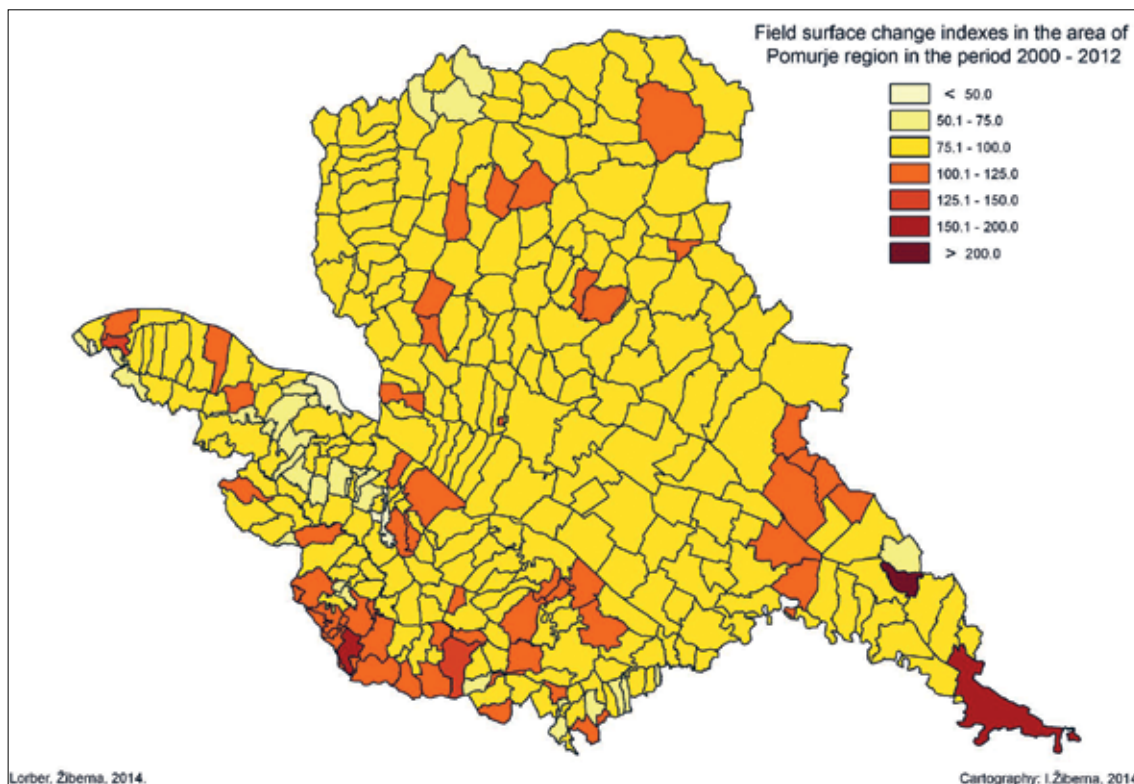 Field surface change indexes in the area of
Pomurje region in the period 2000 - 2012
< 50.0
50.1 - 75.0
75.1 - 100.0
100.1 - 125.0
125.1 - 150.0
150.1 - 200.0
> 200.0
Lorber, Žiberna, 2014.
Cartography: I.Žiberna, 2014